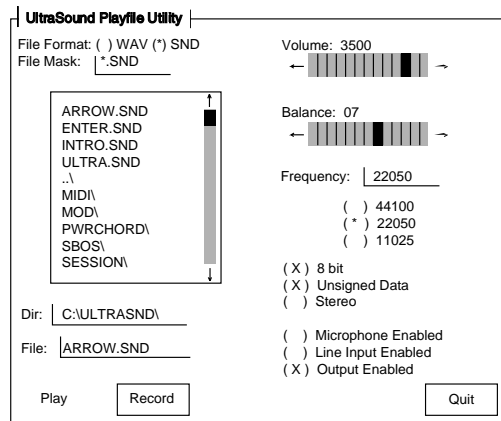 UltraSound Playfile Utility
File Format: ( ) WAV (*) SND
File Mask: *.SND
ARROW.SND
ENTER.SND
INTRO.SND
ULTRA.SND
..\
MIDI\
MOD\
PWRCHORD\
SBOS\
SESSION\
Dir: C:\ULTRASND\
File: ARROW.SND
Play Record
Volume: 3500
Balance: 07
Frequency: 22050
( ) 44100
( * ) 22050
( ) 11025
( X ) 8 bit
( X ) Unsigned Data
( ) Stereo
( ) Microphone Enabled
( ) Line Input Enabled
( X ) Output Enabled
Quit